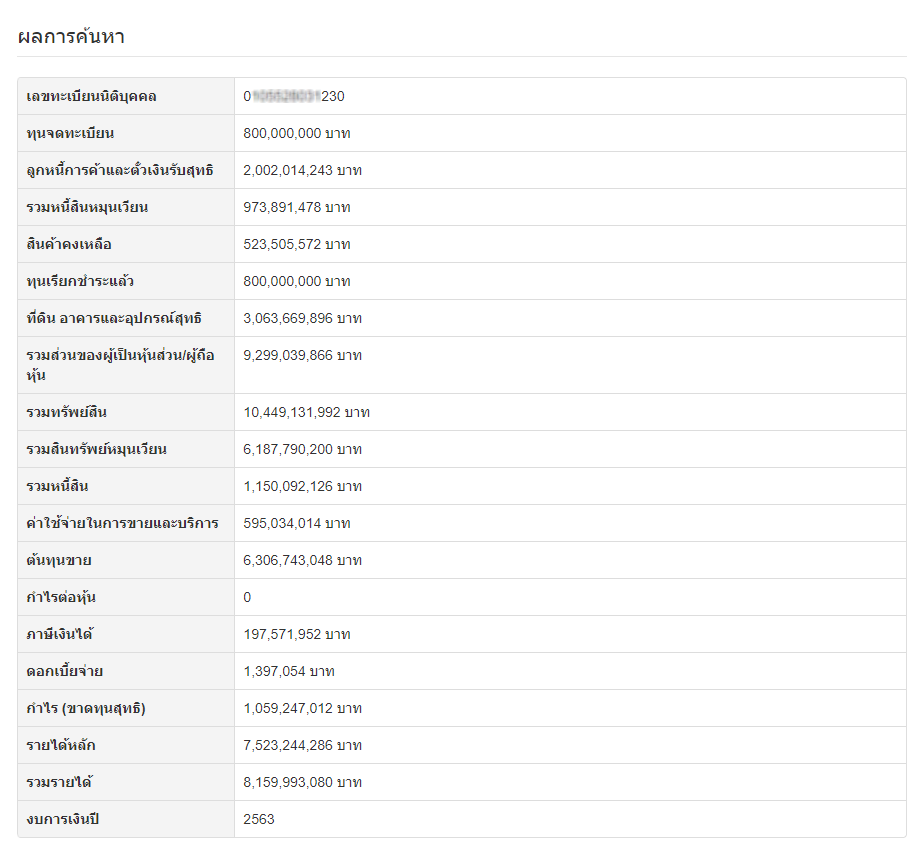 ผลการค้นหา
เลขทะเบียนนิติบุคคล 0 230
ทุนจดทะเบียน 800,000,000 บาท
ลูกหนี้การค้าและตั๋วเงินรับสุทธิ 2,002,014,243 บาท
รวมหนี้สินหมุนเวียน 973,891,478 บาท
สินค้าคงเหลือ 523,505,572 บาท
ทุนเรียกชำระแล้ว 800,000,000 บาท
ที่ดิน อาคารและอุปกรณ์สุทธิ 3,063,669,896 บาท
รวมส่วนของผู้เป็นหุ้นส่วน/ผู้ถือ 9,299,039,866 บาท
หุ้น
รวมทรัพย์สิน 10,449,131,992 บาท
รวมสินทรัพย์หมุนเวียน 6,187,790,200 บาท
รวมหนี้สิน 1,150,092,126 บาท
ค่าใช้จ่ายในการขายและบริการ 595,034,014 บาท
ต้นทุนขาย 6,306,743,048 บาท
กำไรต่อหุ้น 0
ภาษีเงินได้ 197,571,952 บาท
ดอกเบี้ยจ่าย 1,397,054 บาท
กำไร (ขาดทุนสุทธิ) 1,059,247,012 บาท
รายได้หลัก 7,523,244,286 บาท
รวมรายได้ 8,159,993,080 บาท
งบการเงินปี 2563